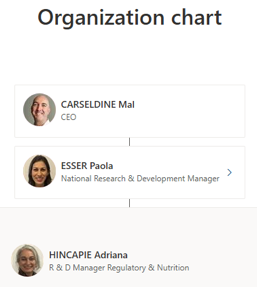 Organization chart
CARSELDINE Mal
CEO
ESSER Paola
National Research & Development Manager
HINCAPIE Adriana
R & D Manager Regulatory & Nutrition